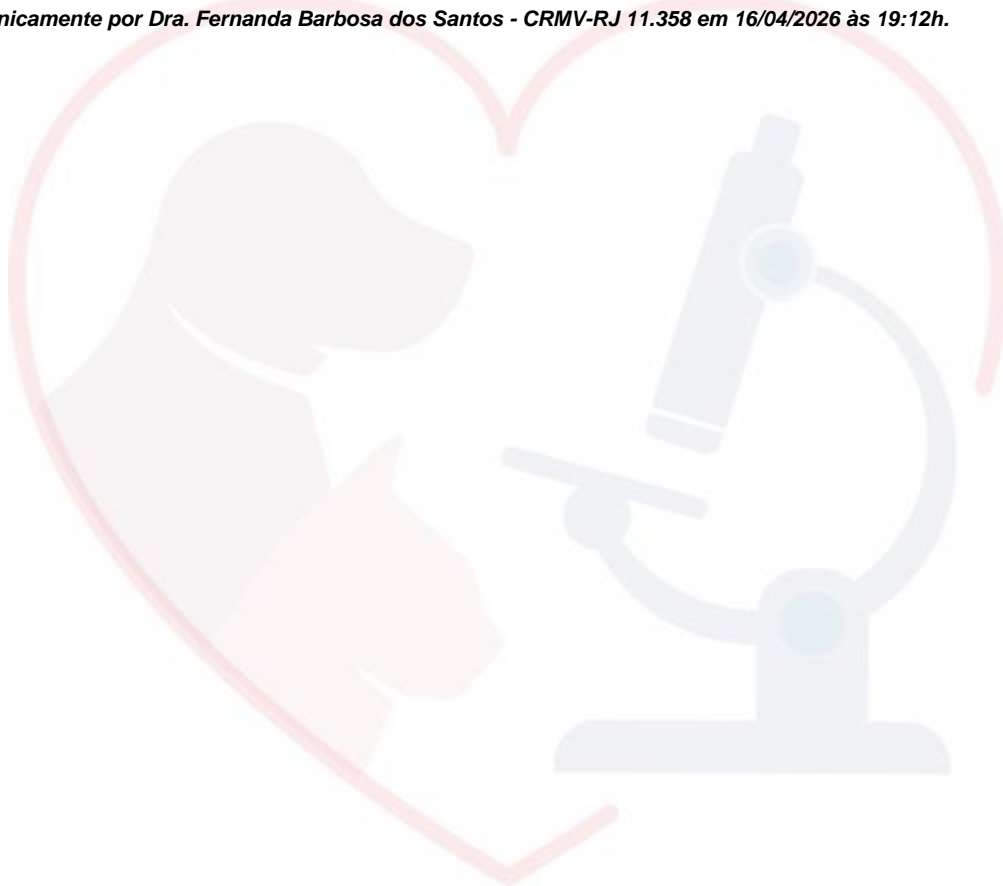 nicamente por Dra. Fernanda Barbosa dos Santos - CRMV-RJ 11.358 em 16/04/2026 às 19:12h.